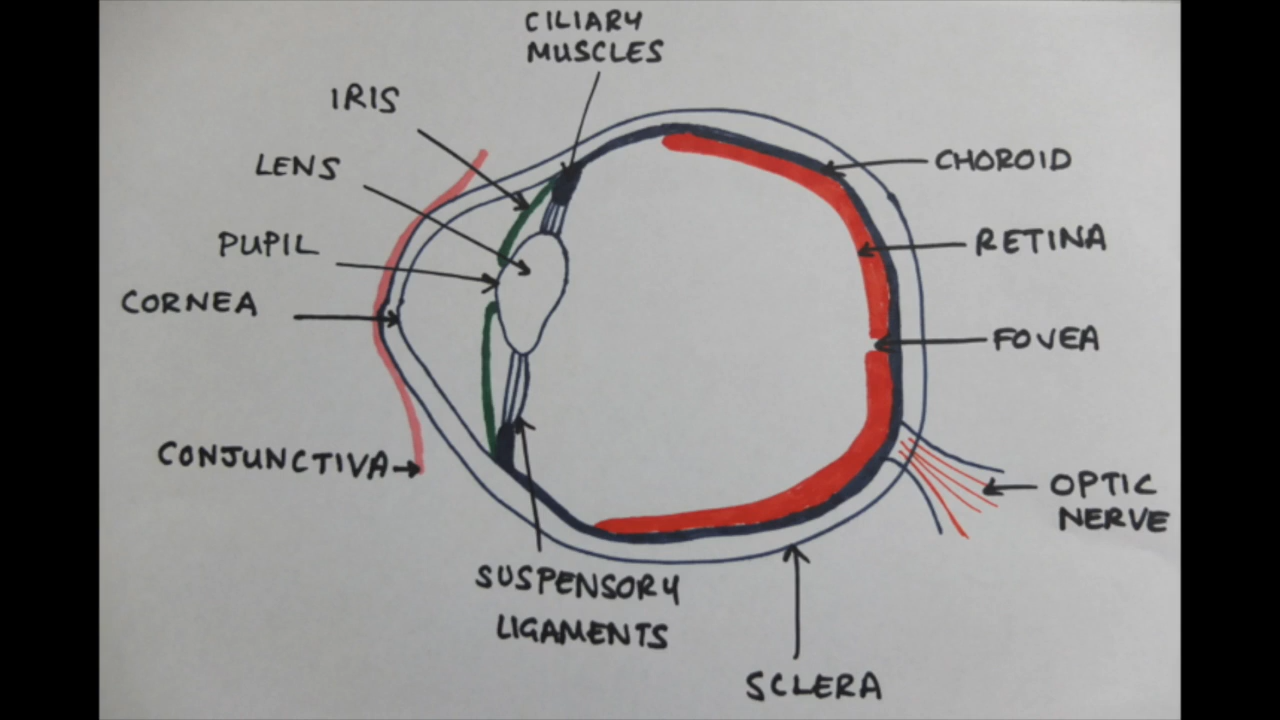 CILIARY
MUSCLES
IRIS
LENS
PUPIL
CORNEA
CONJUNCTIVA
SUSPENSORY
LIGAMENTS
CHOROID
RETINA
FOVEA
OPTIC
NERVE
SCLERA